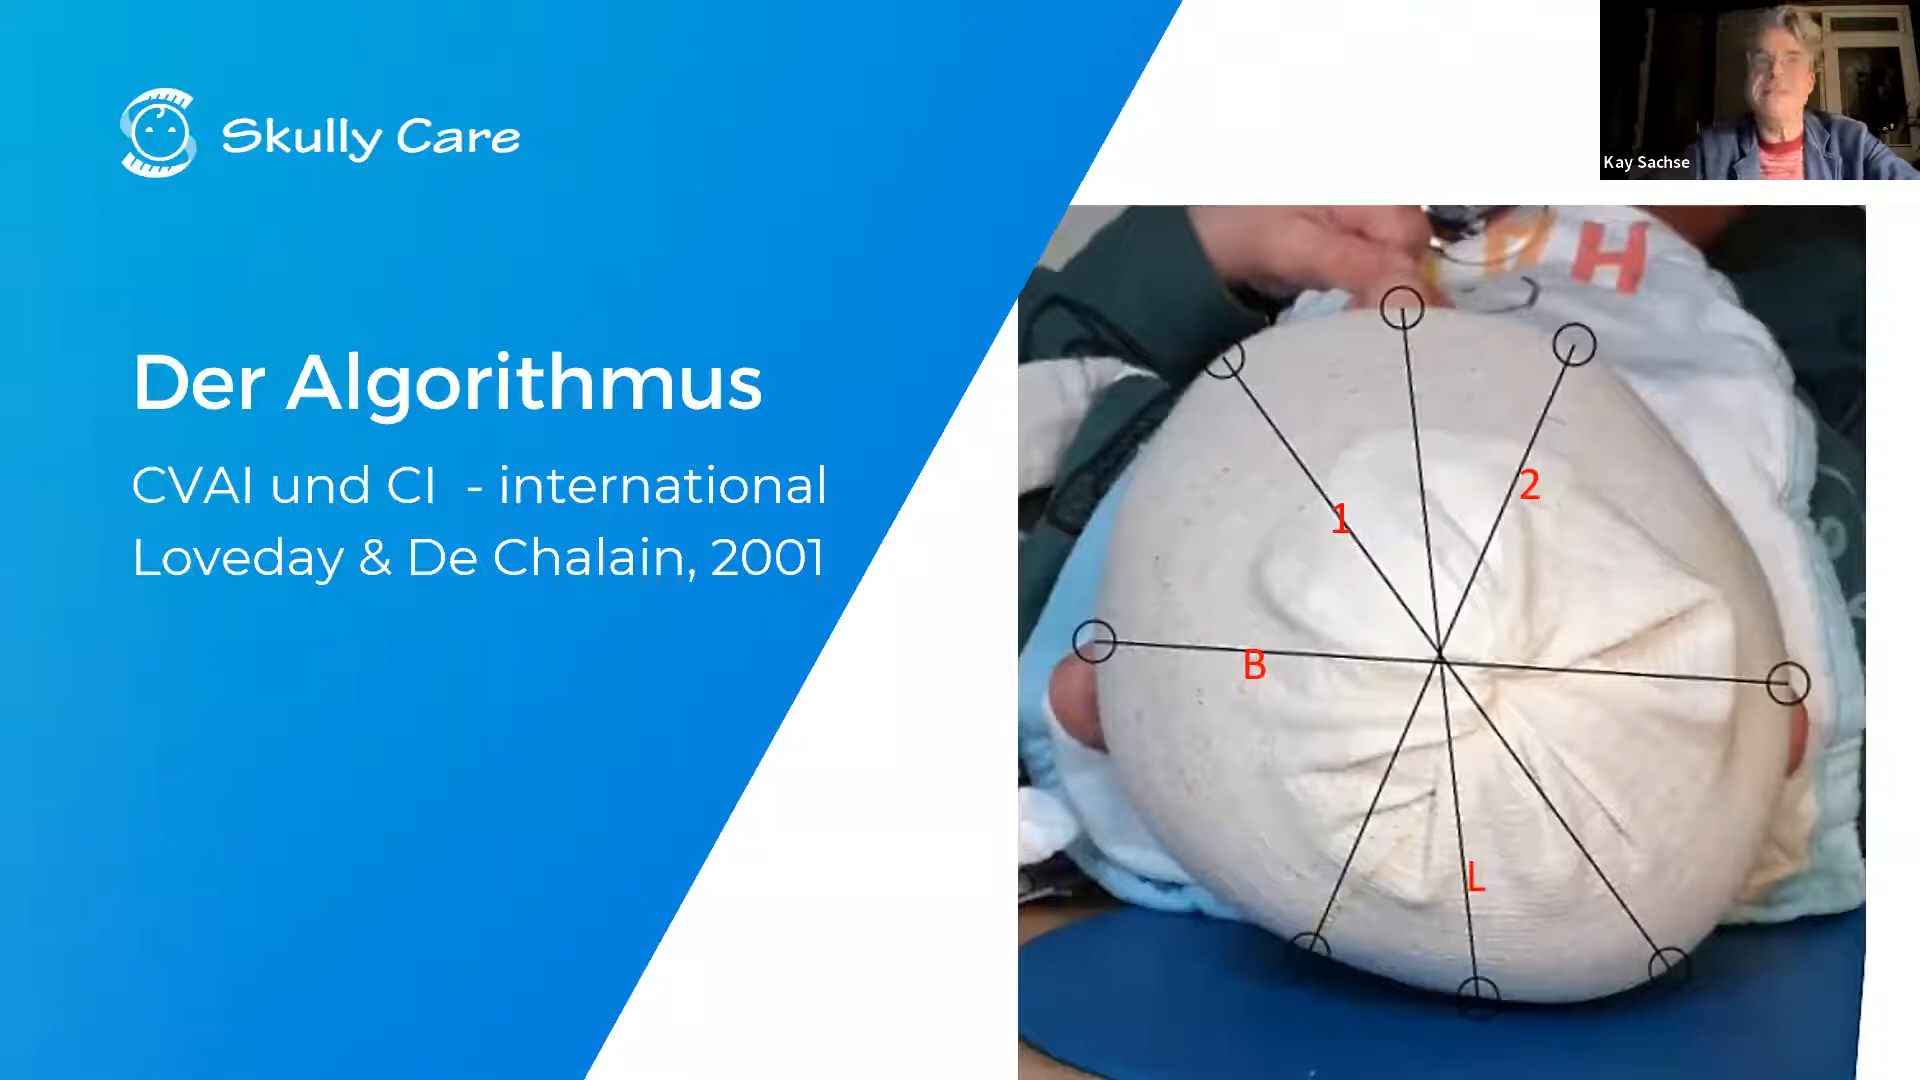 Skully Care
Kay Sachse
Der Algorithmus
CVAI und CI - international
Loveday & De Chalain, 2001
H
1
2
B
L